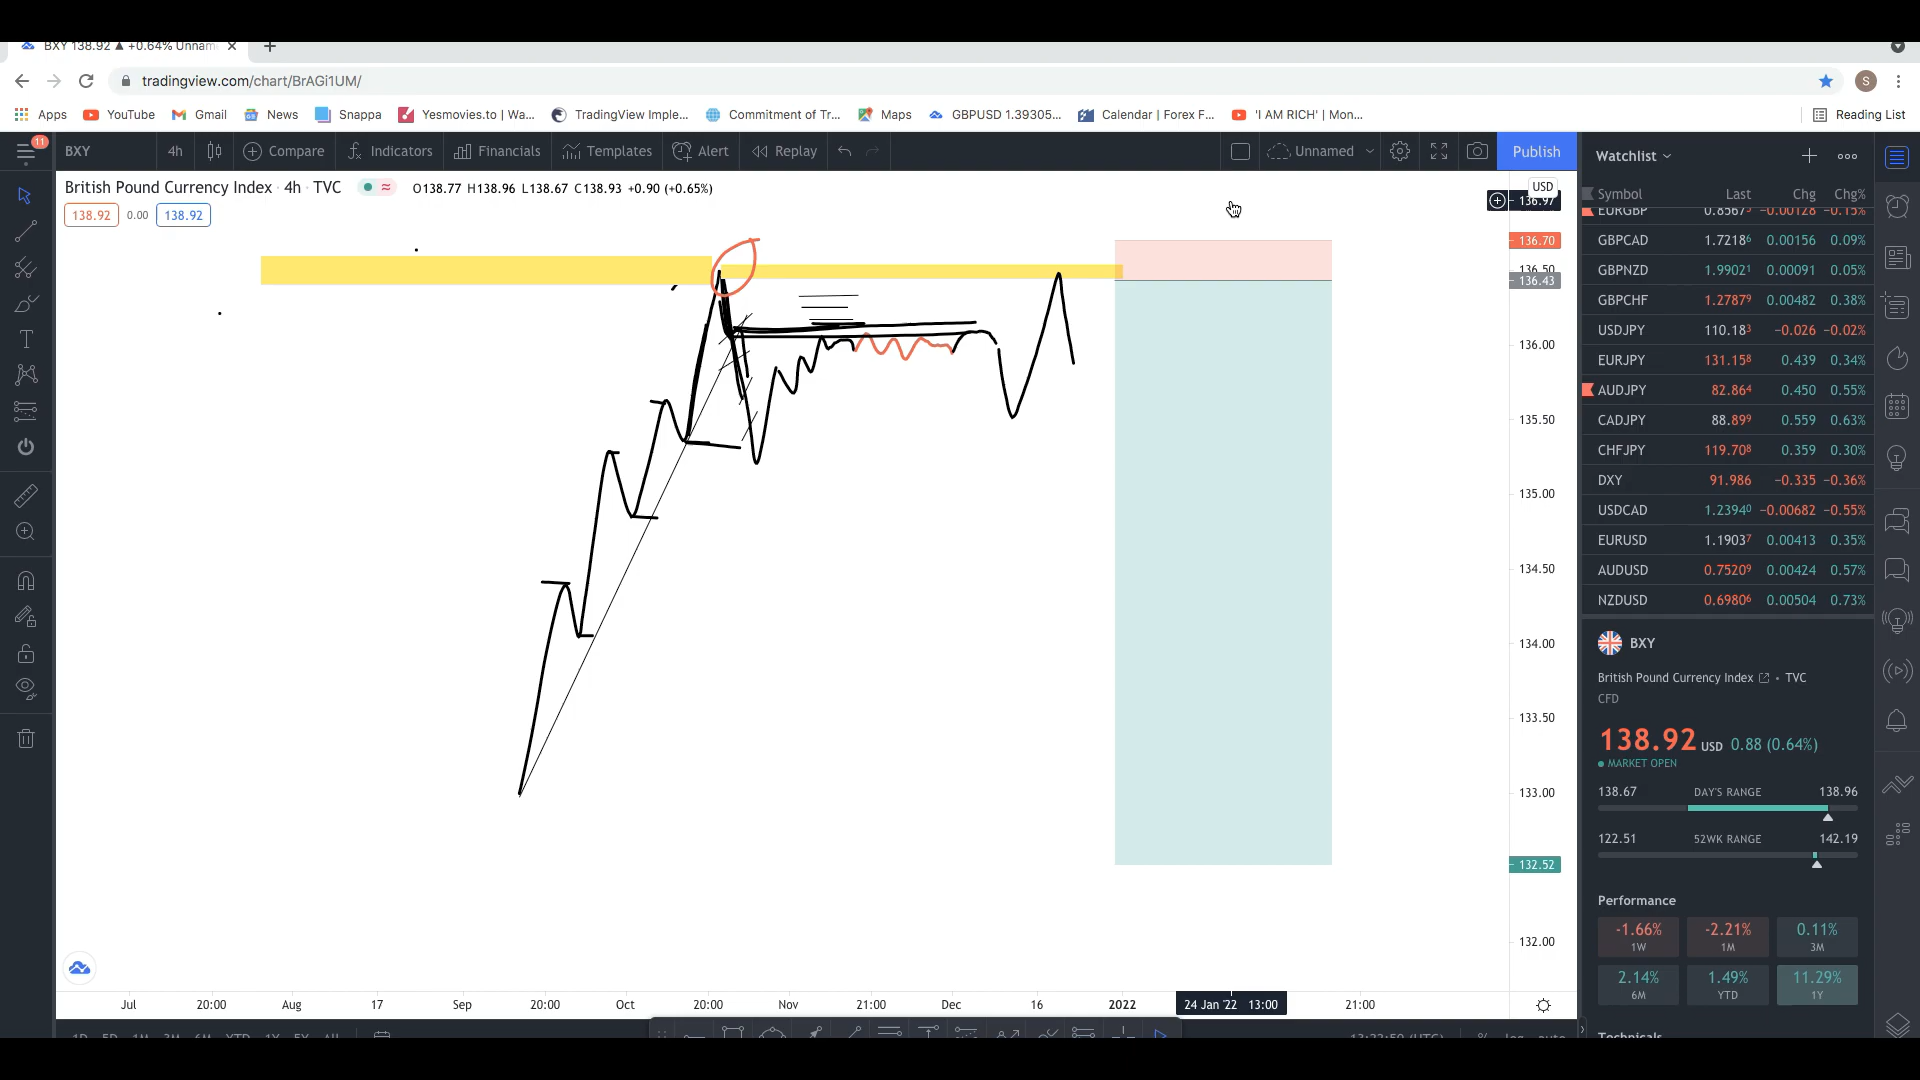 BXY 138.92 ▲ +0.64% Unnam
tradingview.com/chart/BrAGi1UM/
S
Apps YouTube Gmail News Snappa Yesmovies.to | Wa... TradingView Imple... Commitment of Tr... Maps GBPUSD 1.39305... Calendar | Forex F... 'I AM RICH' | Mon... Reading List
11
BXY 4h Compare Indicators Financials Templates Alert Replay Unnamed Publish
British Pound Currency Index · 4h · TVC O138.77 H138.96 L138.67 C138.93 +0.90 (+0.65%)
138.92 0.00 138.92
USD
136.97
136.70
136.50
136.43
136.00
135.50
135.00
134.50
134.00
133.50
133.00
132.52
132.00
Jul 20:00 Aug 17 Sep 20:00 Oct 20:00 Nov 21:00 Dec 16 2022 24 Jan '22 13:00 21:00
Watchlist
Symbol Last Chg Chg%
EURGBP 0.8567³ −0.00128 −0.15%
GBPCAD 1.7218⁶ 0.00156 0.09%
GBPNZD 1.9902¹ 0.00091 0.05%
GBPCHF 1.2787⁹ 0.00482 0.38%
USDJPY 110.18³ −0.026 −0.02%
EURJPY 131.15⁸ 0.439 0.34%
AUDJPY 82.86⁴ 0.450 0.55%
CADJPY 88.89⁹ 0.559 0.63%
CHFJPY 119.70⁸ 0.359 0.30%
DXY 91.986 −0.335 −0.36%
USDCAD 1.2394⁰ −0.00682 −0.55%
EURUSD 1.1903⁷ 0.00413 0.35%
AUDUSD 0.7520⁹ 0.00424 0.57%
NZDUSD 0.6980⁶ 0.00504 0.73%
BXY
British Pound Currency Index • TVC
CFD
138.92 USD 0.88 (0.64%)
MARKET OPEN
138.67 DAY'S RANGE 138.96
122.51 52WK RANGE 142.19
Performance
-1.66% -2.21% 0.11%
1W 1M 3M
2.14% 1.49% 11.29%
6M YTD 1Y
Technicals